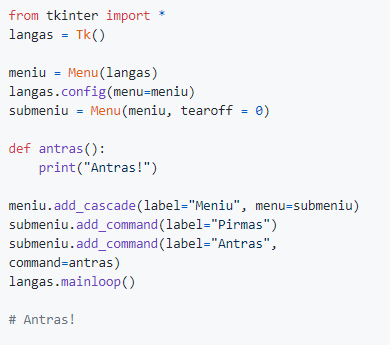 from tkinter import *
langas = Tk()
meniu = Menu(langas)
langas.config(menu=meniu)
submeniu = Menu(meniu, tearoff = 0)
def antras():
    print("Antras!")
meniu.add_cascade(label="Meniu", menu=submeniu)
submeniu.add_command(label="Pirmas")
submeniu.add_command(label="Antras",
command=antras)
langas.mainloop()
# Antras!